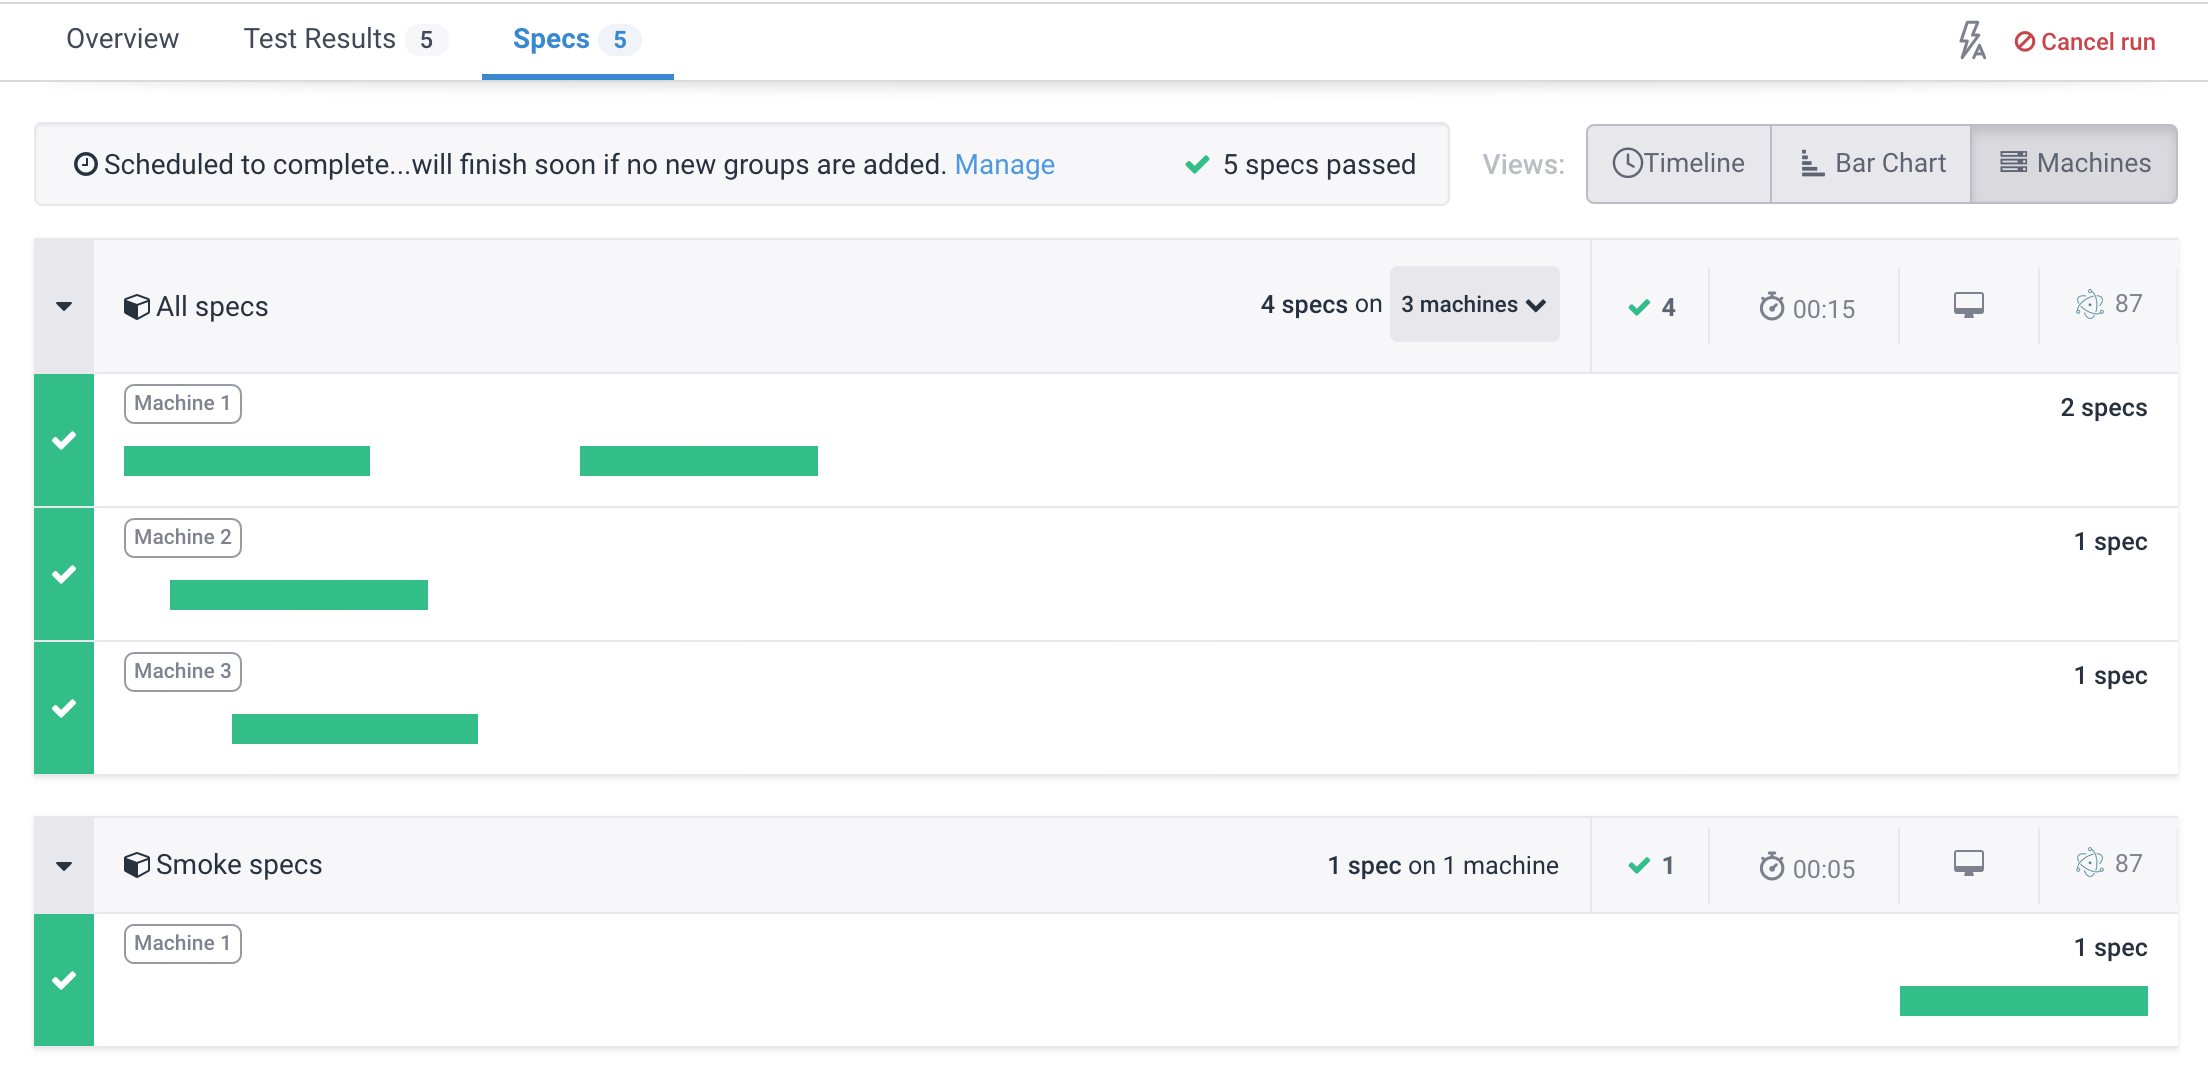 Overview Test Results 5 Specs 5 Cancel run
Scheduled to complete...will finish soon if no new groups are added. Manage 5 specs passed Views: Timeline Bar Chart Machines
All specs 4 specs on 3 machines 4 00:15 87
Machine 1 2 specs
Machine 2 1 spec
Machine 3 1 spec
Smoke specs 1 spec on 1 machine 1 00:05 87
Machine 1 1 spec